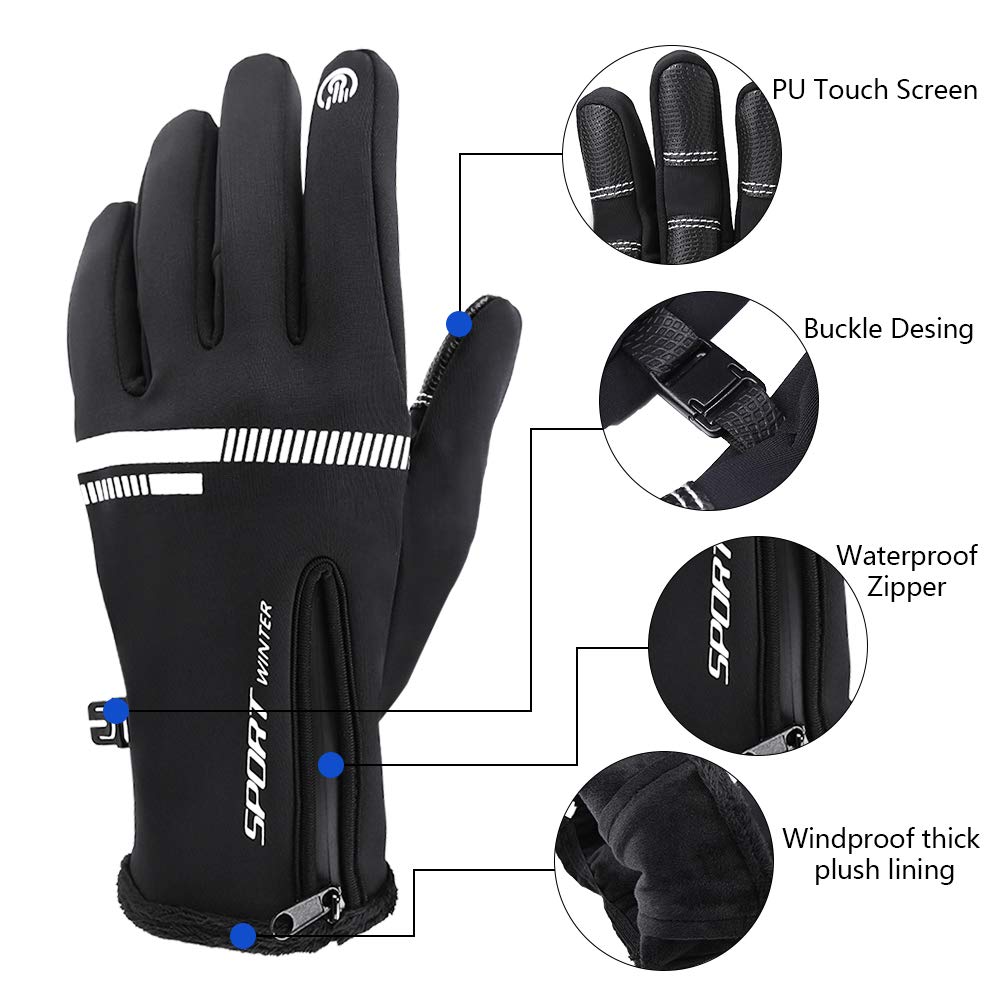 PU Touch Screen
Buckle Desing
Waterproof
Zipper
Windproof thick
plush lining
SPORT WINTER
SPORT